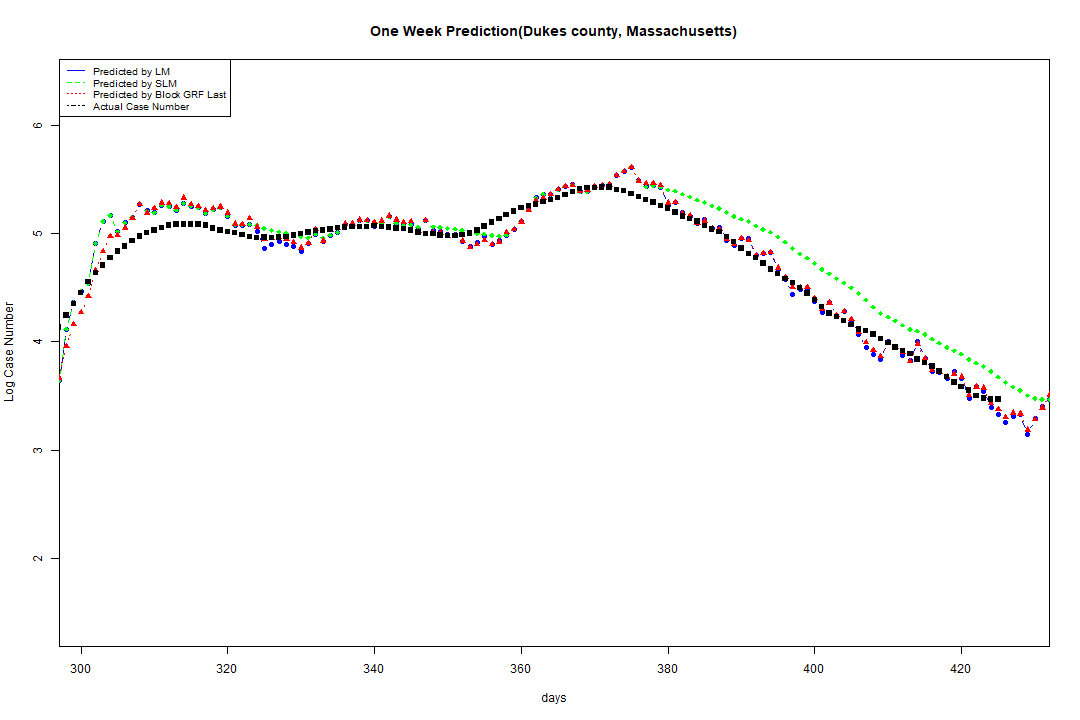 One Week Prediction(Dukes county, Massachusetts)
Predicted by LM
Predicted by SLM
Predicted by Block GRF Last
Actual Case Number
6
5
4
3
2
Log Case Number
300 320 340 360 380 400 420
days